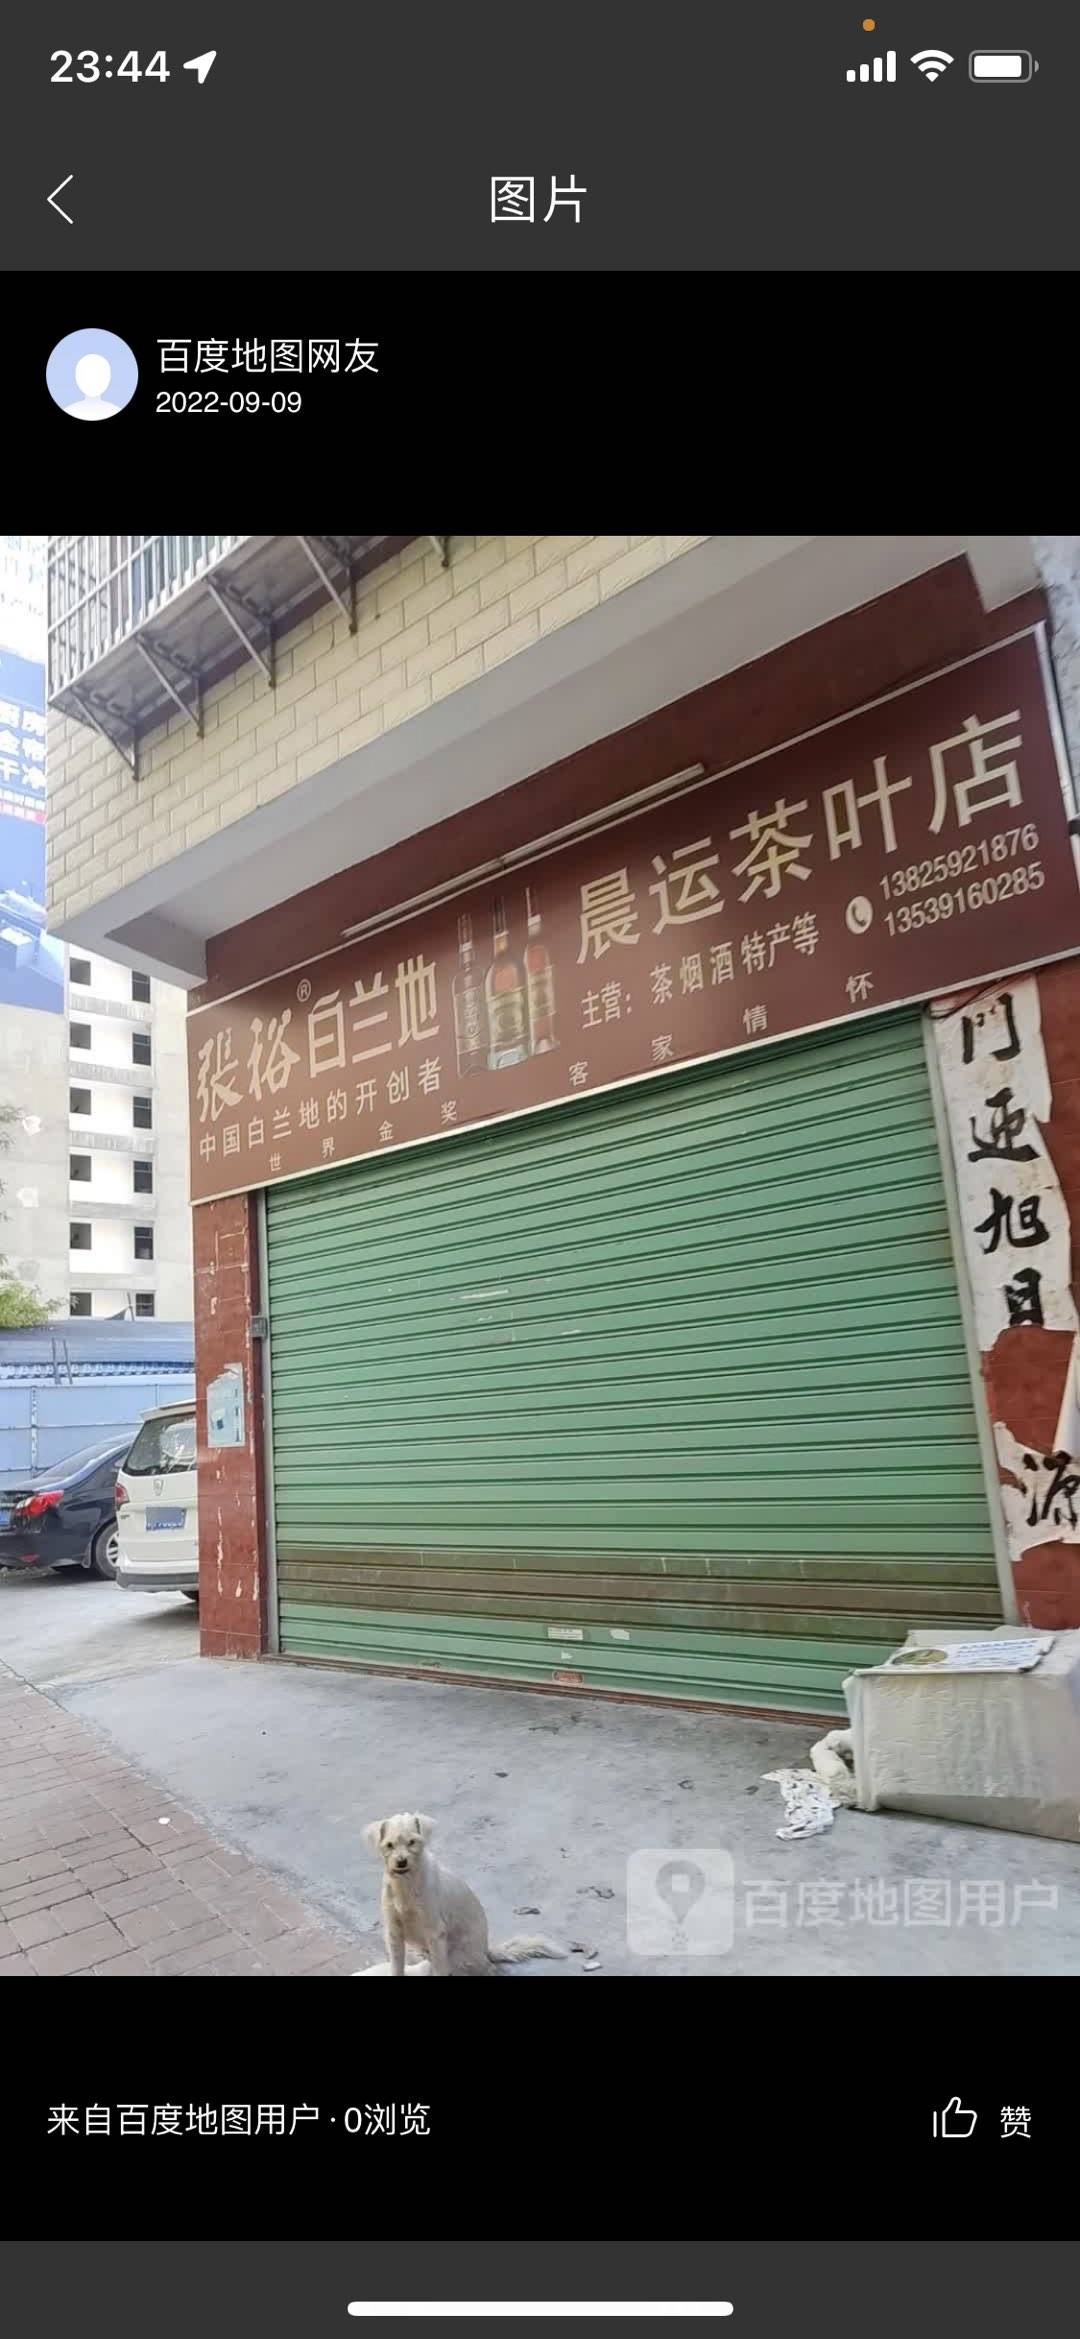 23:44
图片
百度地图网友
2022-09-09
張裕®白兰地
中国白兰地的开创者
世界金奖
晨运茶叶店
主营：茶烟酒特产等
13825921876
13539160285
客家情怀
門迎旭日
源
百度地图用户
来自百度地图用户·0浏览
赞